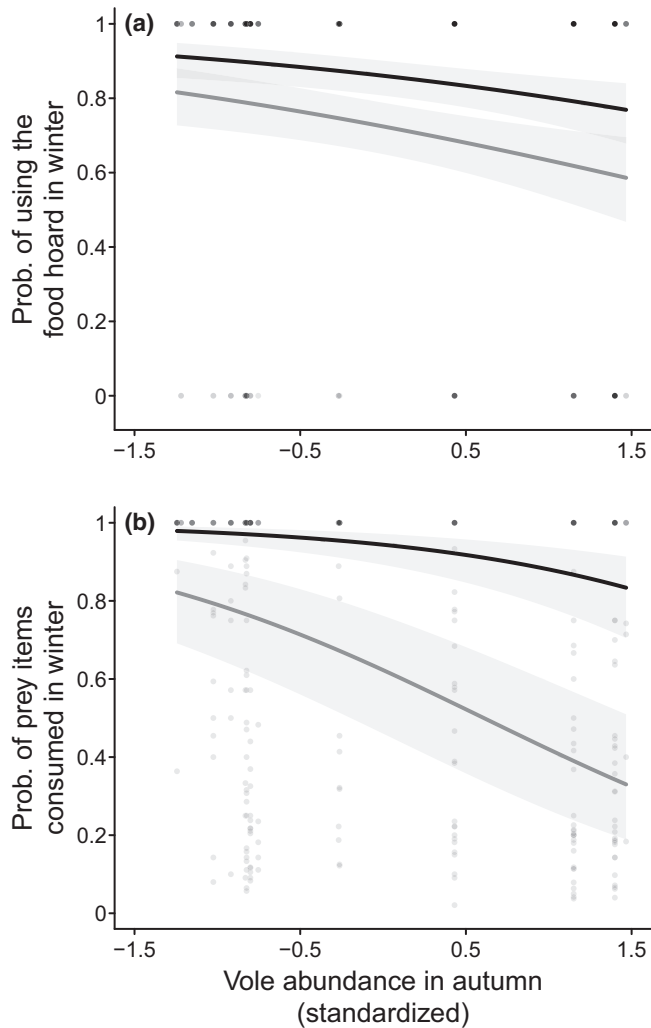 (a)
Prob. of using the
food hoard in winter
1
0.8
0.6
0.4
0.2
0
−1.5 −0.5 0.5 1.5
(b)
Prob. of prey items
consumed in winter
1
0.8
0.6
0.4
0.2
0
−1.5 −0.5 0.5 1.5
Vole abundance in autumn
(standardized)